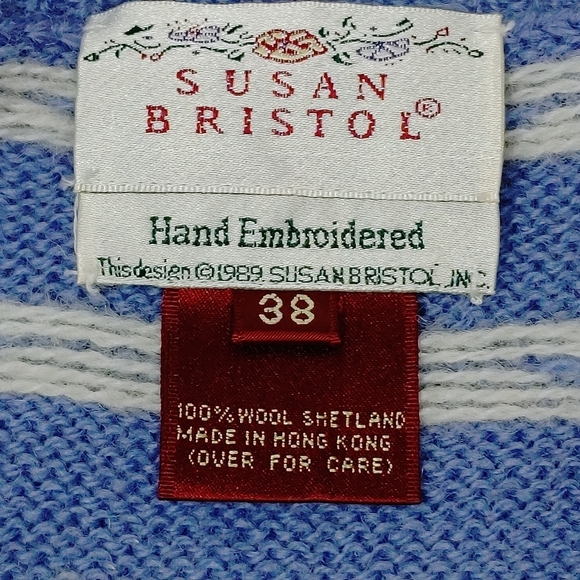 SUSAN
BRISTOL®
Hand Embroidered
This design © 1989 SUSAN BRISTOL, INC.
38
100% WOOL SHETLAND
MADE IN HONG KONG
(OVER FOR CARE)